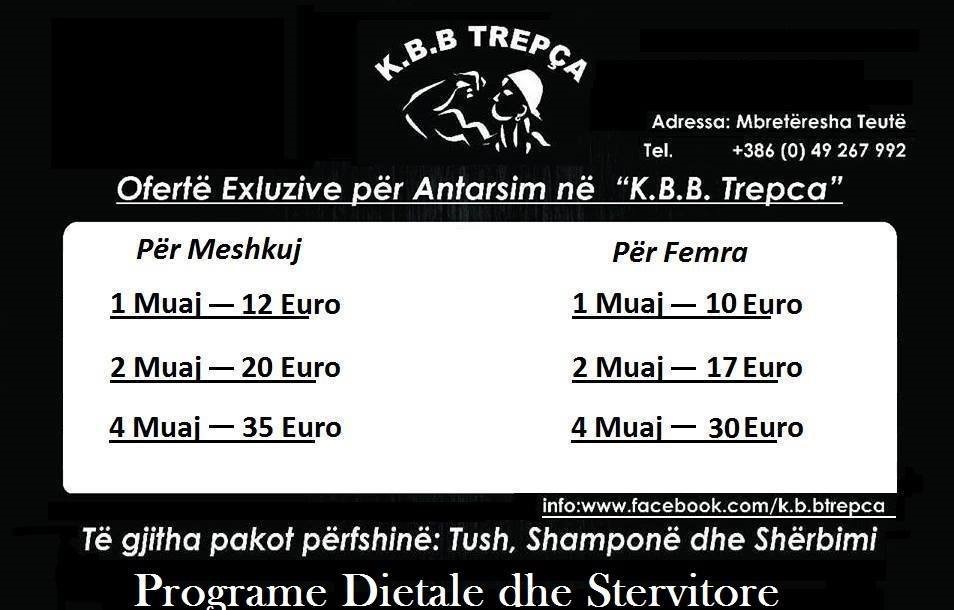 K.B.B TREPÇA
Adressa: Mbretëresha Teutë
Tel. +386 (0) 49 267 992
Ofertë Exluzive për Antarsim në “K.B.B. Trepca”
Për Meshkuj
1 Muaj — 12 Euro
2 Muaj — 20 Euro
4 Muaj — 35 Euro
Për Femra
1 Muaj — 10 Euro
2 Muaj — 17 Euro
4 Muaj — 30 Euro
info:www.facebook.com/k.b.btrepca
Të gjitha pakot përfshinë: Tush, Shamponë dhe Shërbimi
Programe Dietale dhe Stervitore